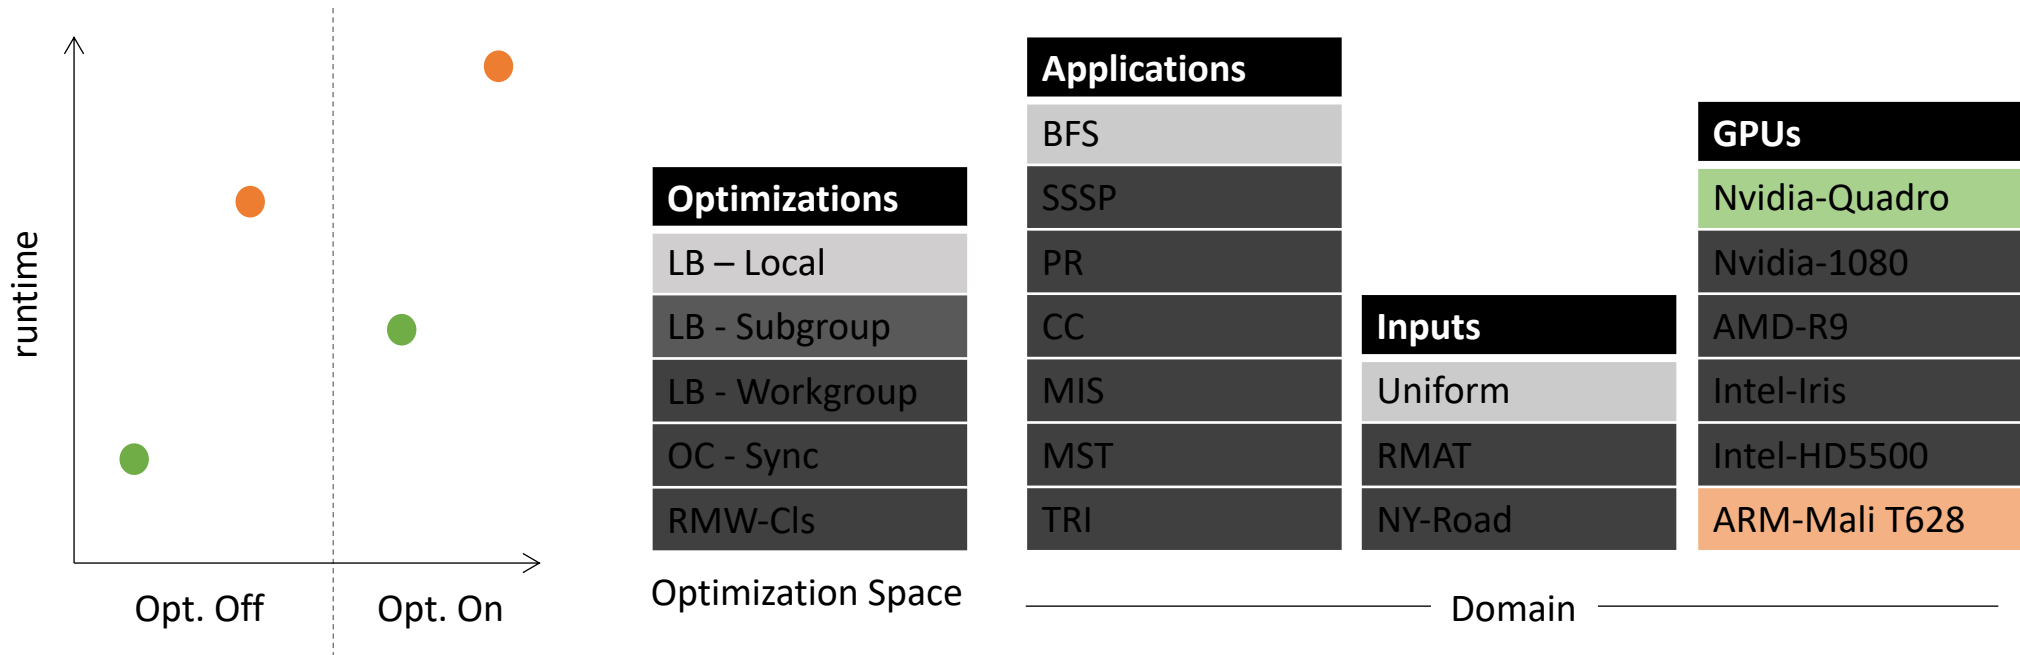 runtime
Opt. Off
Opt. On
Optimizations
LB – Local
LB - Subgroup
LB - Workgroup
OC - Sync
RMW-Cls
Optimization Space
Applications
BFS
SSSP
PR
CC
MIS
MST
TRI
Inputs
Uniform
RMAT
NY-Road
GPUs
Nvidia-Quadro
Nvidia-1080
AMD-R9
Intel-Iris
Intel-HD5500
ARM-Mali T628
Domain